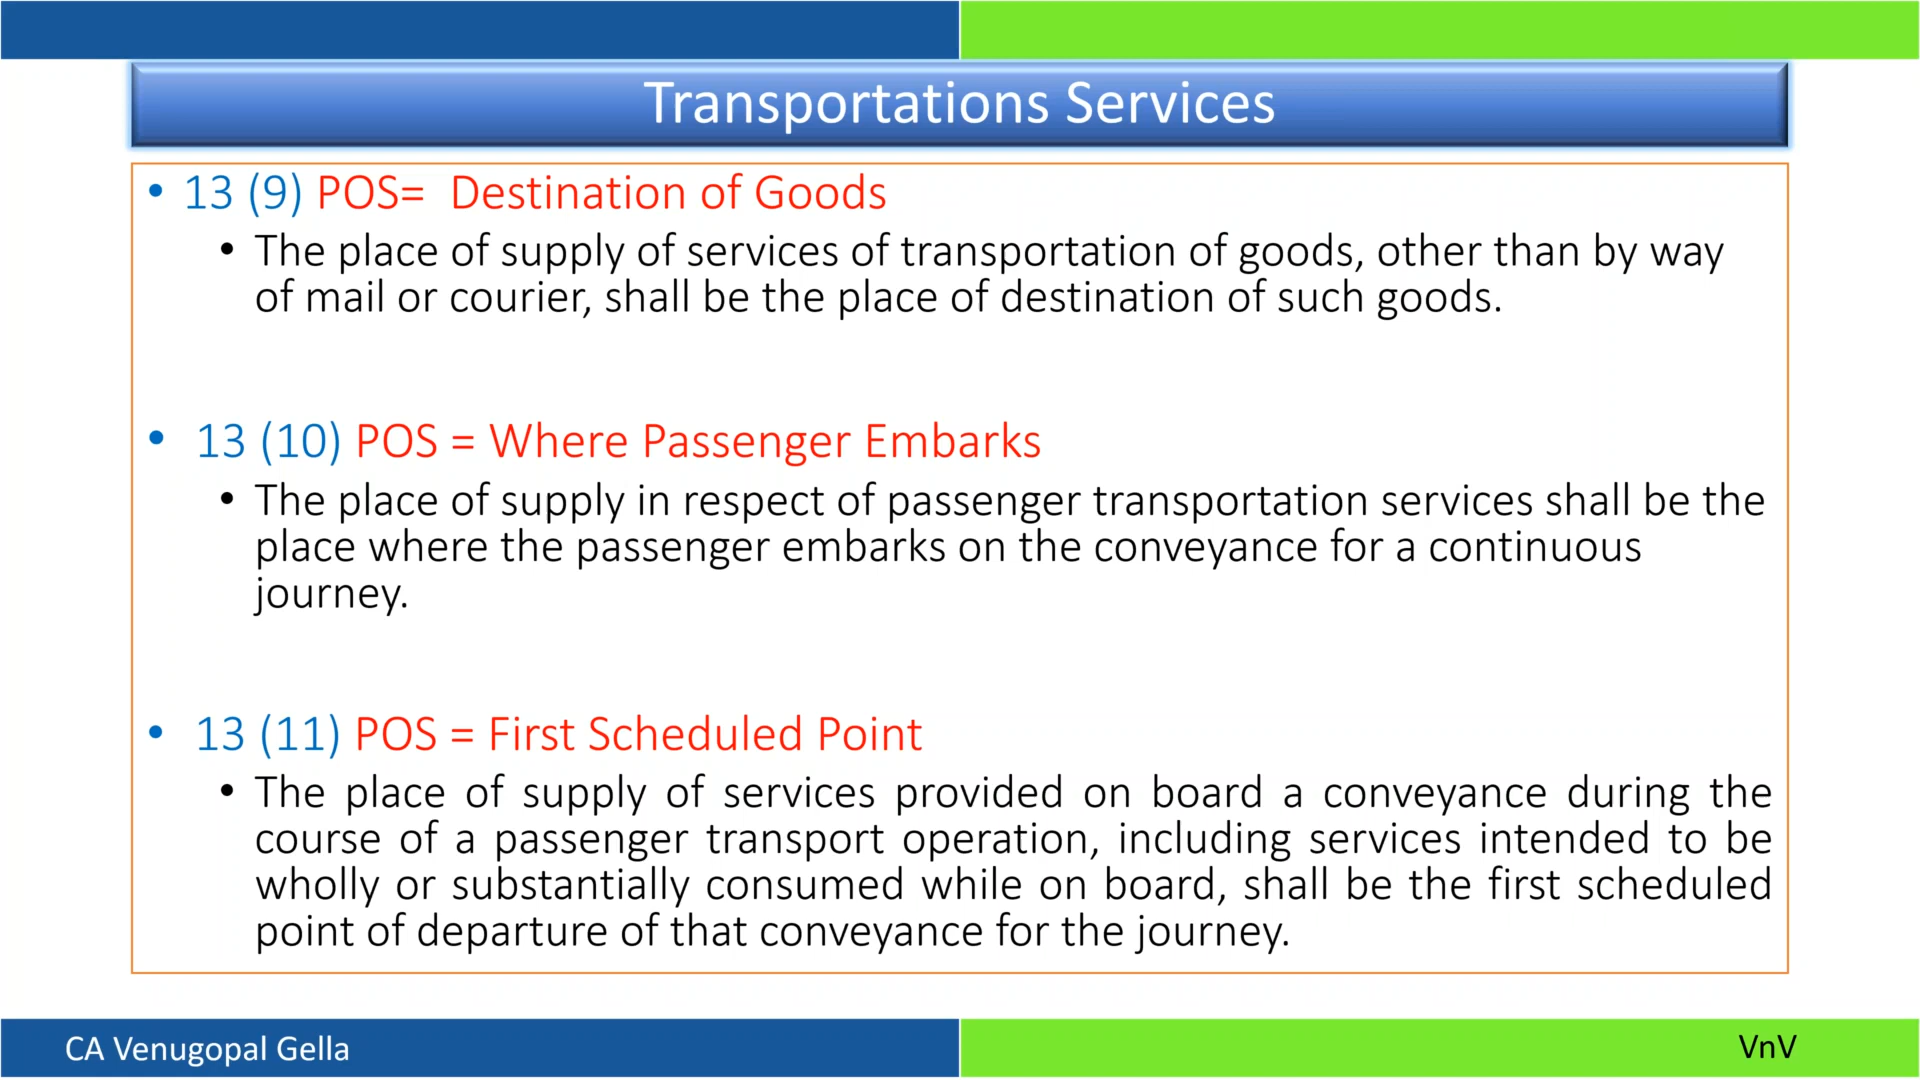 Transportations Services
• 13 (9) POS= Destination of Goods
• The place of supply of services of transportation of goods, other than by way
of mail or courier, shall be the place of destination of such goods.
• 13 (10) POS = Where Passenger Embarks
• The place of supply in respect of passenger transportation services shall be the
place where the passenger embarks on the conveyance for a continuous
journey.
• 13 (11) POS = First Scheduled Point
• The place of supply of services provided on board a conveyance during the
course of a passenger transport operation, including services intended to be
wholly or substantially consumed while on board, shall be the first scheduled
point of departure of that conveyance for the journey.
CA Venugopal Gella
VnV